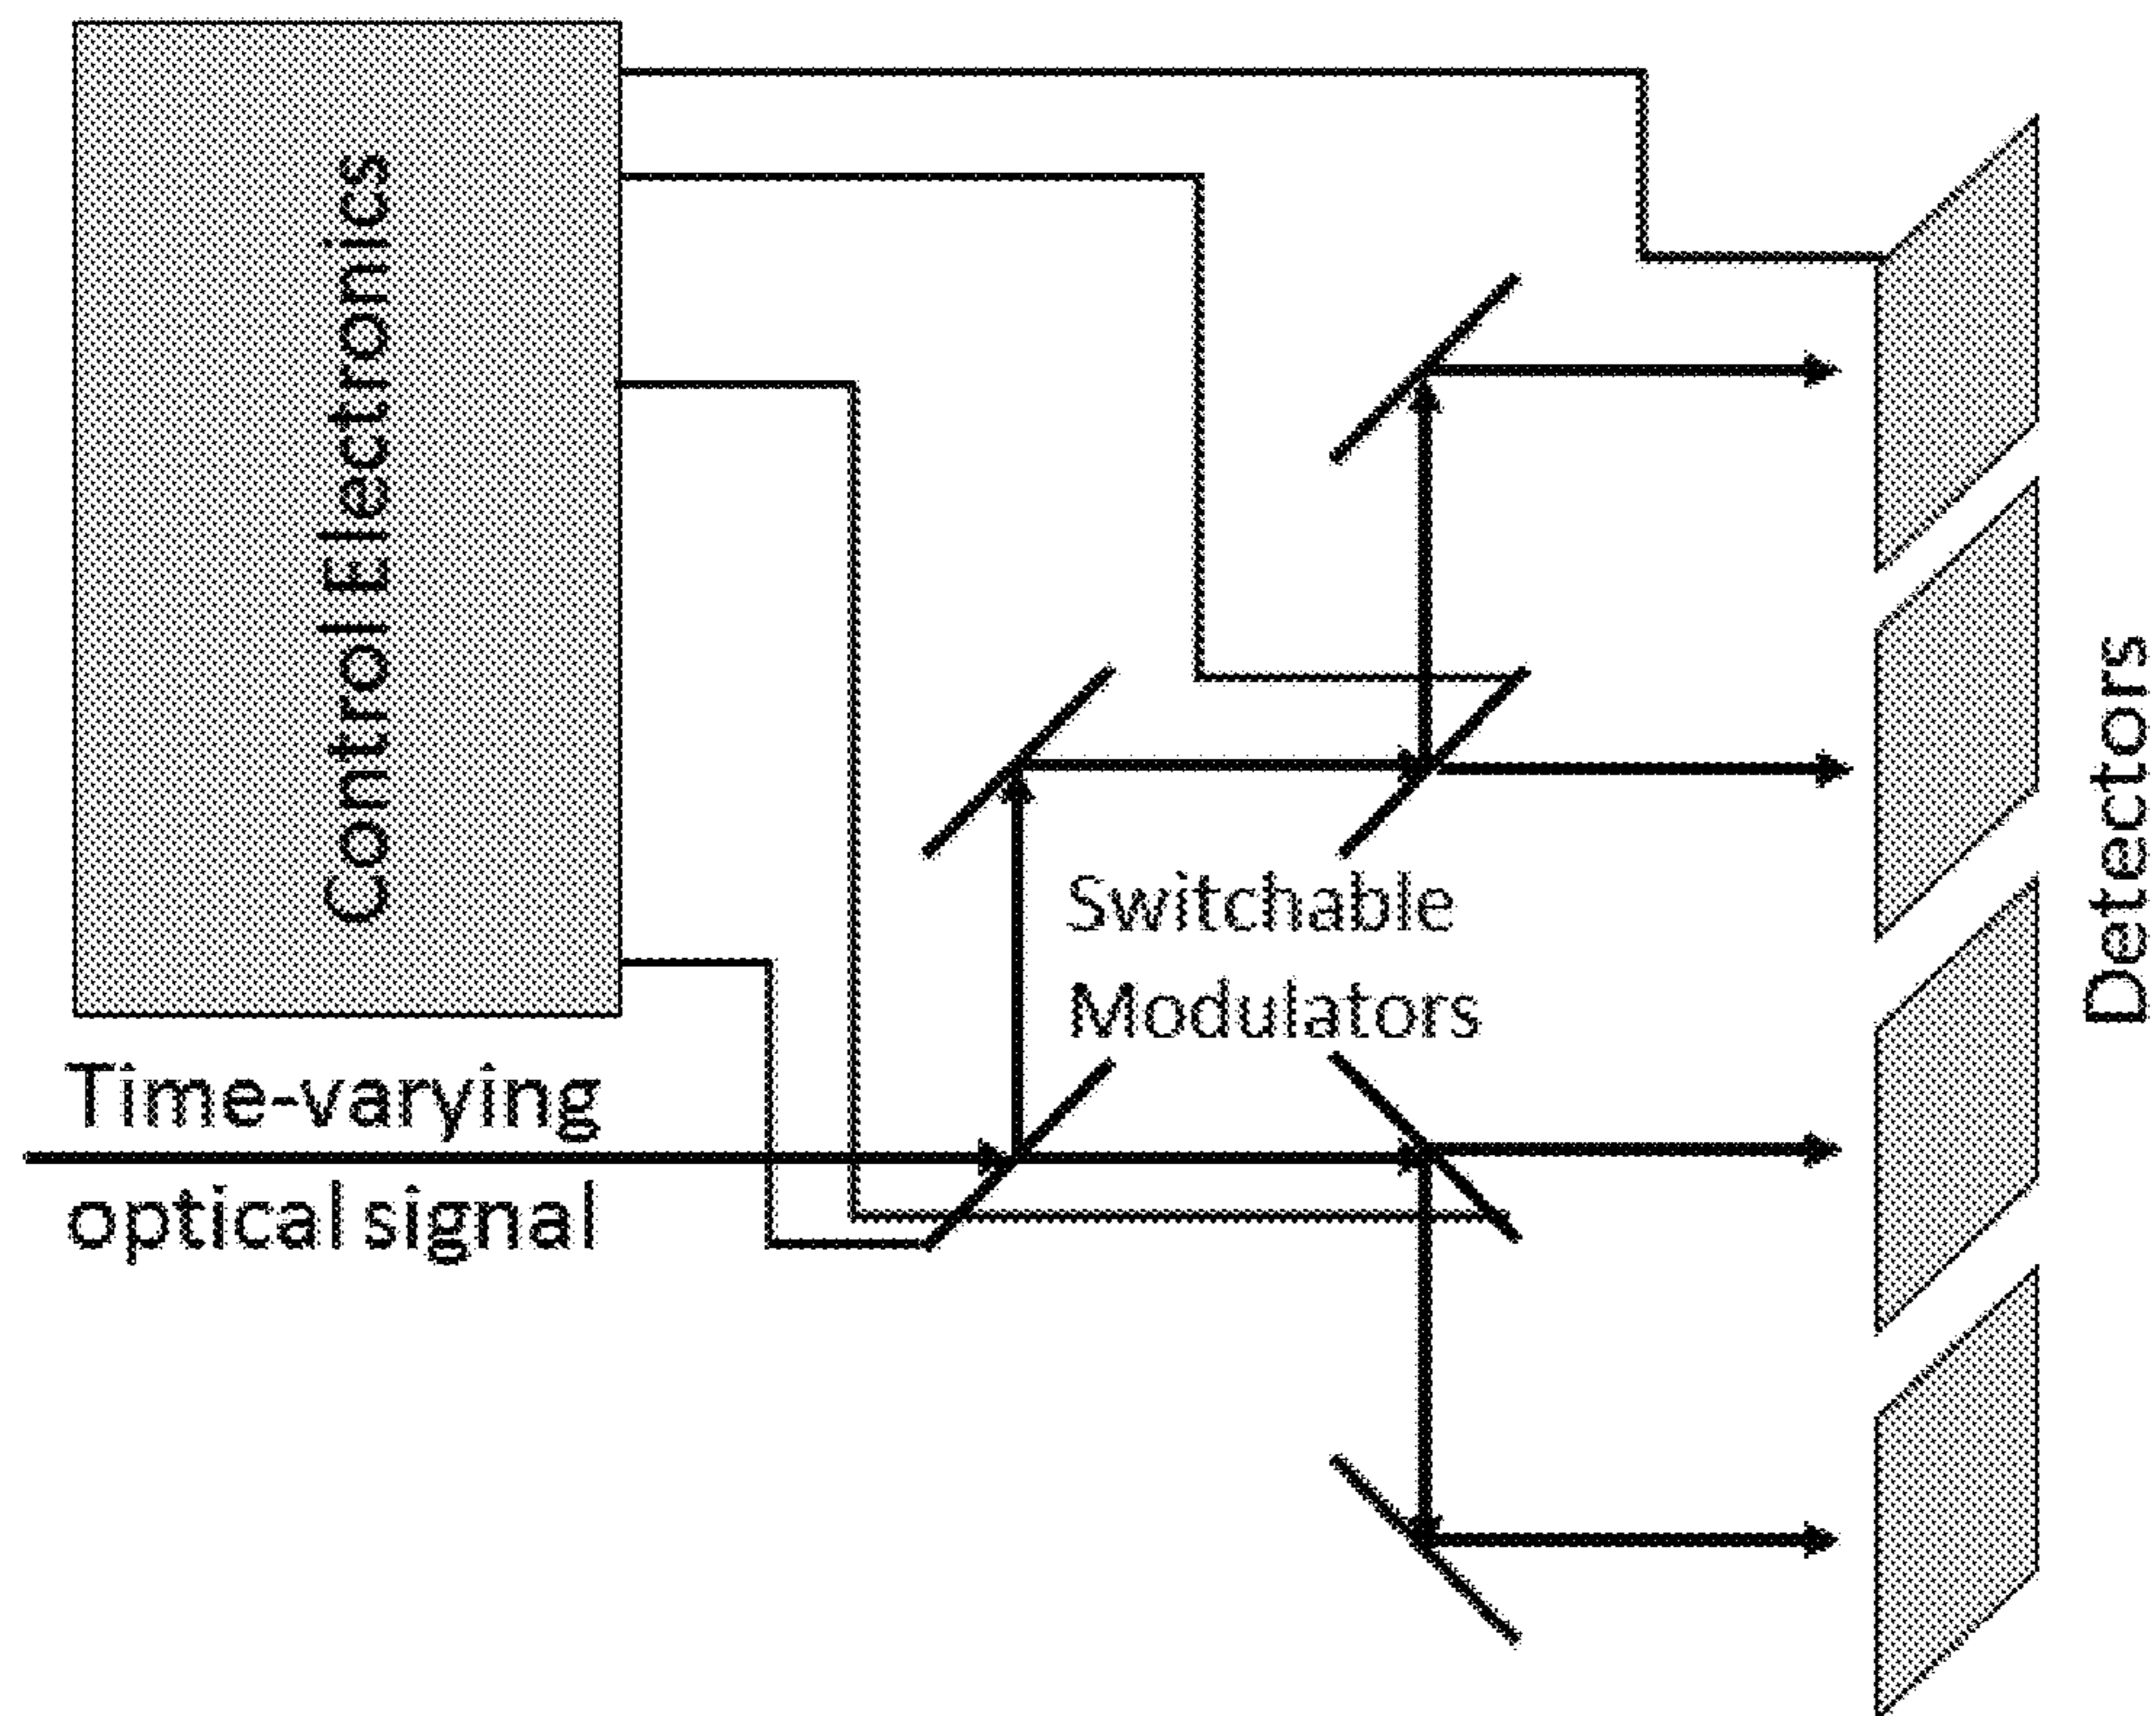 Control Electronics
Switchable
Modulators
Time-varying
optical signal
Detectors